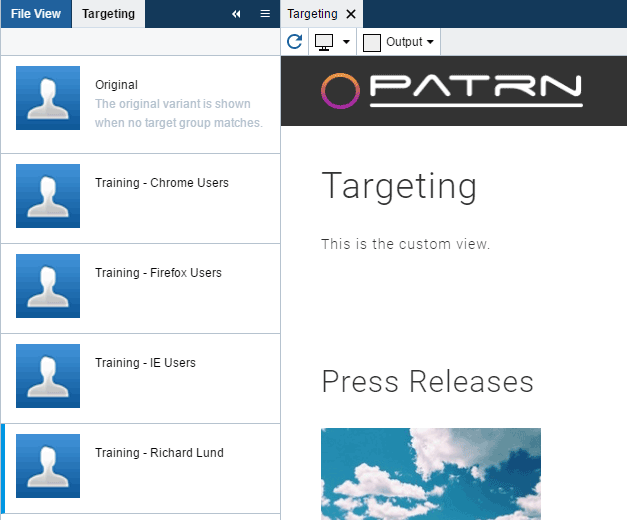 File View Targeting
Targeting
Output
Original
The original variant is shown
when no target group matches.
Training - Chrome Users
Training - Firefox Users
Training - IE Users
Training - Richard Lund
PATRN
Targeting
This is the custom view.
Press Releases